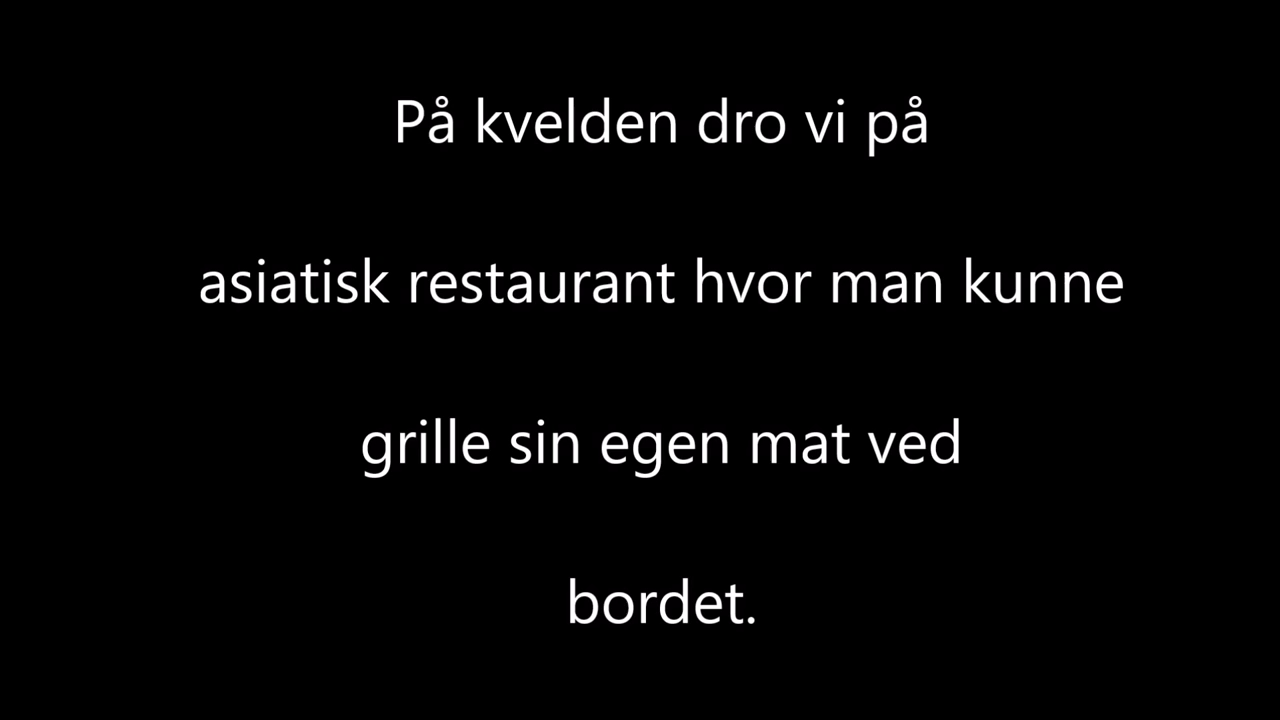 På kvelden dro vi på
asiatisk restaurant hvor man kunne
grille sin egen mat ved
bordet.